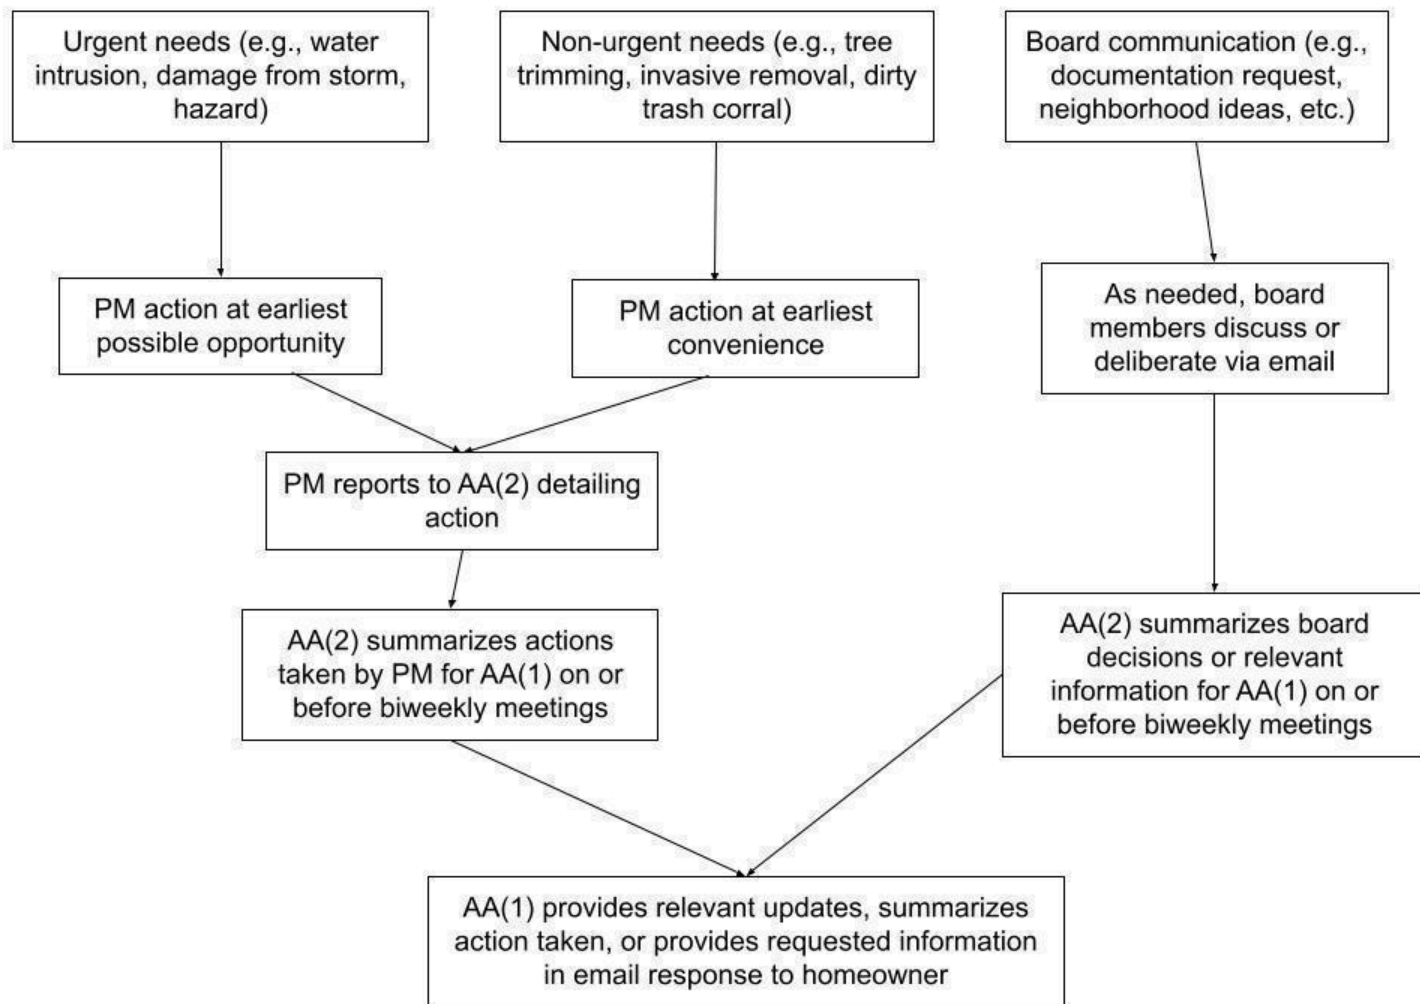 Urgent needs (e.g., water
intrusion, damage from storm,
hazard)
Non-urgent needs (e.g., tree
trimming, invasive removal, dirty
trash corral)
Board communication (e.g.,
documentation request,
neighborhood ideas, etc.)
PM action at earliest
possible opportunity
PM action at earliest
convenience
As needed, board
members discuss or
deliberate via email
PM reports to AA(2) detailing
action
AA(2) summarizes actions
taken by PM for AA(1) on or
before biweekly meetings
AA(2) summarizes board
decisions or relevant
information for AA(1) on or
before biweekly meetings
AA(1) provides relevant updates, summarizes
action taken, or provides requested information
in email response to homeowner